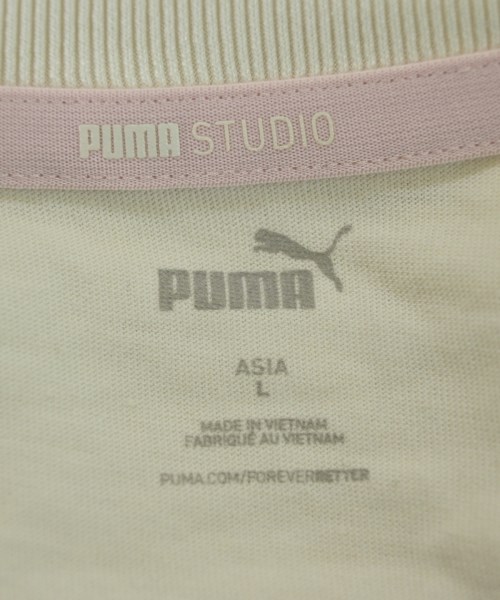 PUMA STUDIO
PUMA
ASIA
L
MADE IN VIETNAM
FABRIQUÉ AU VIETNAM
PUMA.COM/FOREVERBETTER